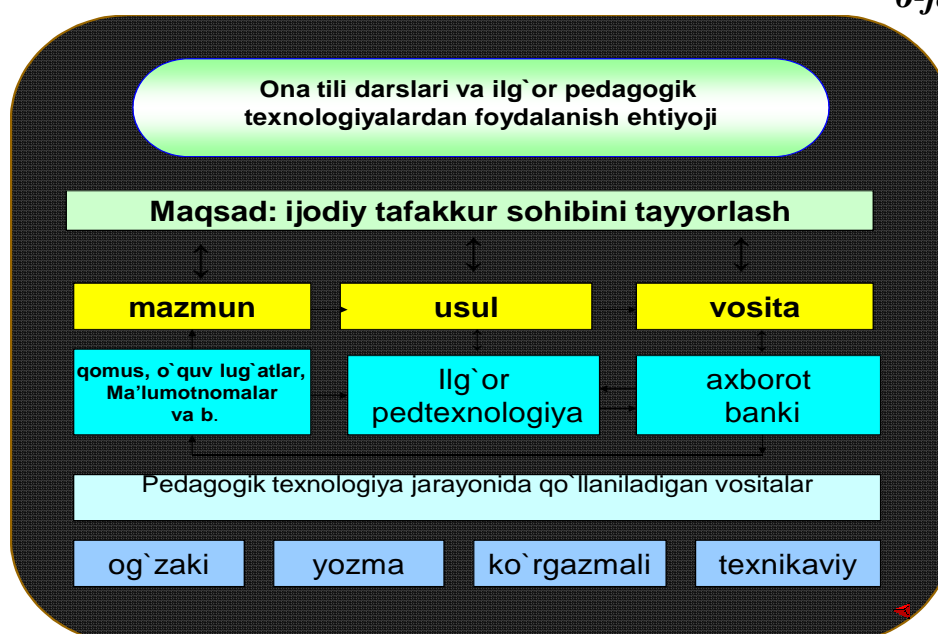 Ona tili darslari va ilg`or pedagogik
texnologiyalardan foydalanish ehtiyoji
Maqsad: ijodiy tafakkur sohibini tayyorlash
mazmun
usul
vosita
qomus, o`quv lug`atlar,
Ma’lumotnomalar
va b.
Ilg`or
pedtexnologiya
axborot
banki
Pedagogik texnologiya jarayonida qo`llaniladigan vositalar
og`zaki
yozma
ko`rgazmali
texnikaviy